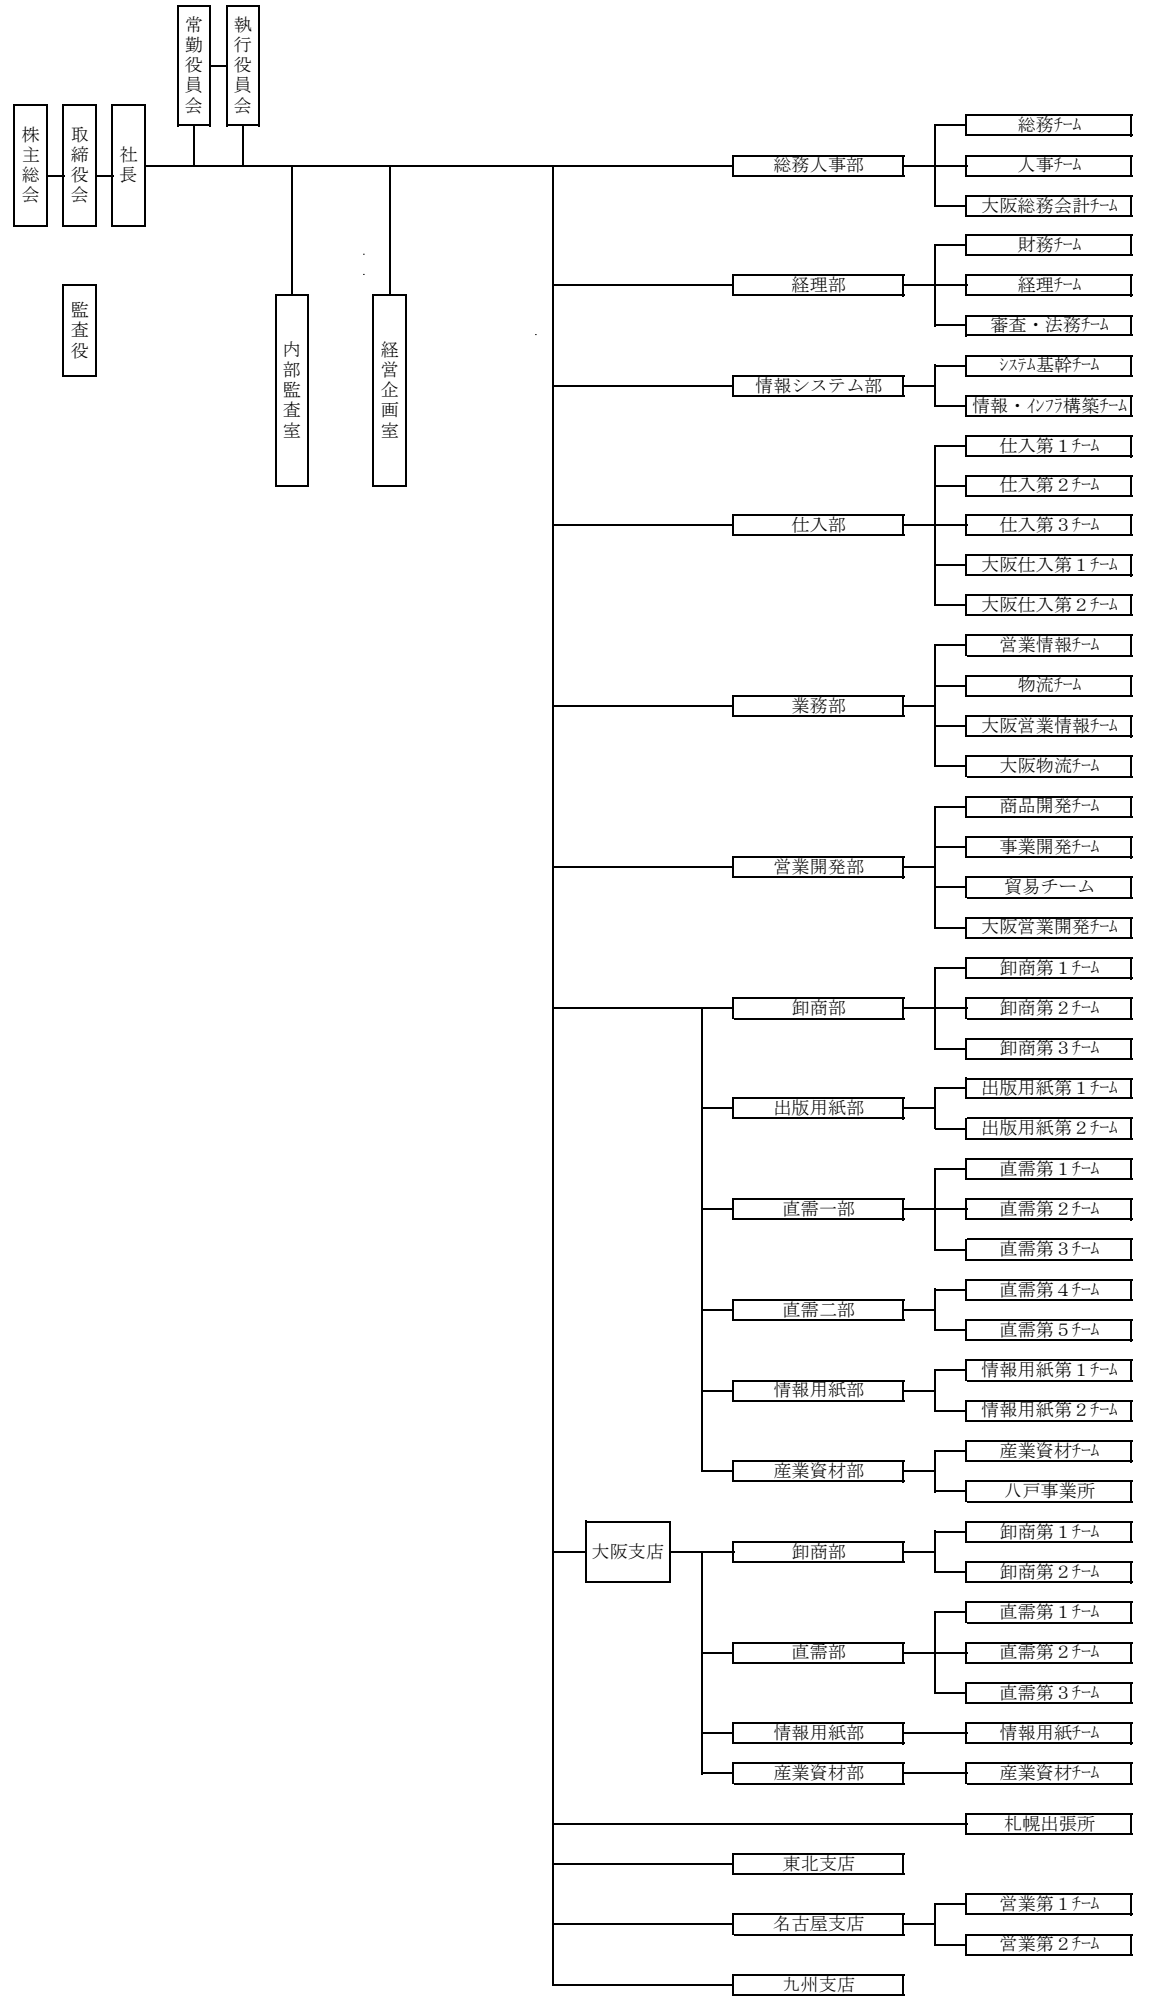 常勤役員会
執行役員会
株主総会
取締役会
社長
監査役
内部監査室
経営企画室
総務人事部
総務ﾁｰﾑ
人事ﾁｰﾑ
大阪総務会計ﾁｰﾑ
経理部
財務ﾁｰﾑ
経理ﾁｰﾑ
審査・法務ﾁｰﾑ
情報システム部
ｼｽﾃﾑ基幹ﾁｰﾑ
情報・ｲﾝﾌﾗ構築ﾁｰﾑ
仕入部
仕入第１ﾁｰﾑ
仕入第２ﾁｰﾑ
仕入第３ﾁｰﾑ
大阪仕入第１ﾁｰﾑ
大阪仕入第２ﾁｰﾑ
業務部
営業情報ﾁｰﾑ
物流ﾁｰﾑ
大阪営業情報ﾁｰﾑ
大阪物流ﾁｰﾑ
営業開発部
商品開発ﾁｰﾑ
事業開発ﾁｰﾑ
貿易チーム
大阪営業開発ﾁｰﾑ
卸商部
卸商第１ﾁｰﾑ
卸商第２ﾁｰﾑ
卸商第３ﾁｰﾑ
出版用紙部
出版用紙第１ﾁｰﾑ
出版用紙第２ﾁｰﾑ
直需一部
直需第１ﾁｰﾑ
直需第２ﾁｰﾑ
直需第３ﾁｰﾑ
直需二部
直需第４ﾁｰﾑ
直需第５ﾁｰﾑ
情報用紙部
情報用紙第１ﾁｰﾑ
情報用紙第２ﾁｰﾑ
産業資材部
産業資材ﾁｰﾑ
八戸事業所
大阪支店
卸商部
卸商第１ﾁｰﾑ
卸商第２ﾁｰﾑ
直需部
直需第１ﾁｰﾑ
直需第２ﾁｰﾑ
直需第３ﾁｰﾑ
情報用紙部
情報用紙ﾁｰﾑ
産業資材部
産業資材ﾁｰﾑ
札幌出張所
東北支店
名古屋支店
営業第１ﾁｰﾑ
営業第２ﾁｰﾑ
九州支店